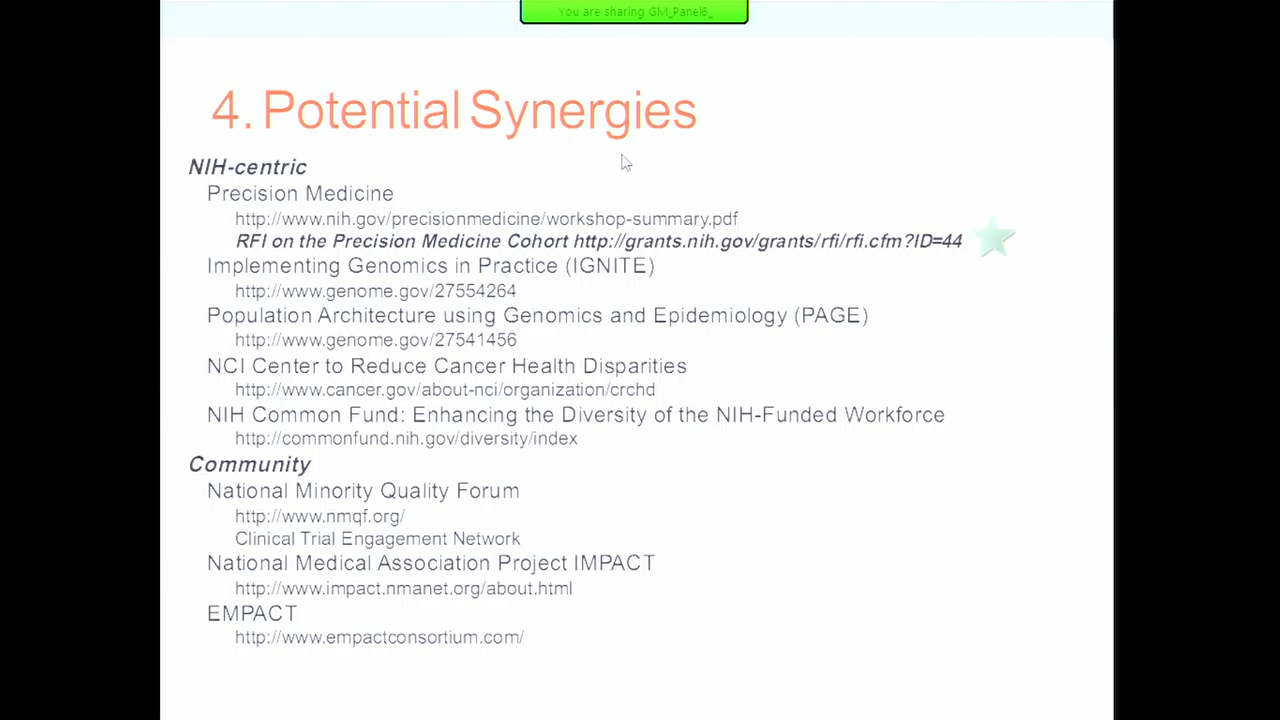 You are sharing GM_Panel6_
4. Potential Synergies
NIH-centric
Precision Medicine
http://www.nih.gov/precisionmedicine/workshop-summary.pdf
RFI on the Precision Medicine Cohort http://grants.nih.gov/grants/rfi/rfi.cfm?ID=44
Implementing Genomics in Practice (IGNITE)
http://www.genome.gov/27554264
Population Architecture using Genomics and Epidemiology (PAGE)
http://www.genome.gov/27541456
NCI Center to Reduce Cancer Health Disparities
http://www.cancer.gov/about-nci/organization/crchd
NIH Common Fund: Enhancing the Diversity of the NIH-Funded Workforce
http://commonfund.nih.gov/diversity/index
Community
National Minority Quality Forum
http://www.nmqf.org/
Clinical Trial Engagement Network
National Medical Association Project IMPACT
http://www.impact.nmanet.org/about.html
EMPACT
http://www.empactconsortium.com/